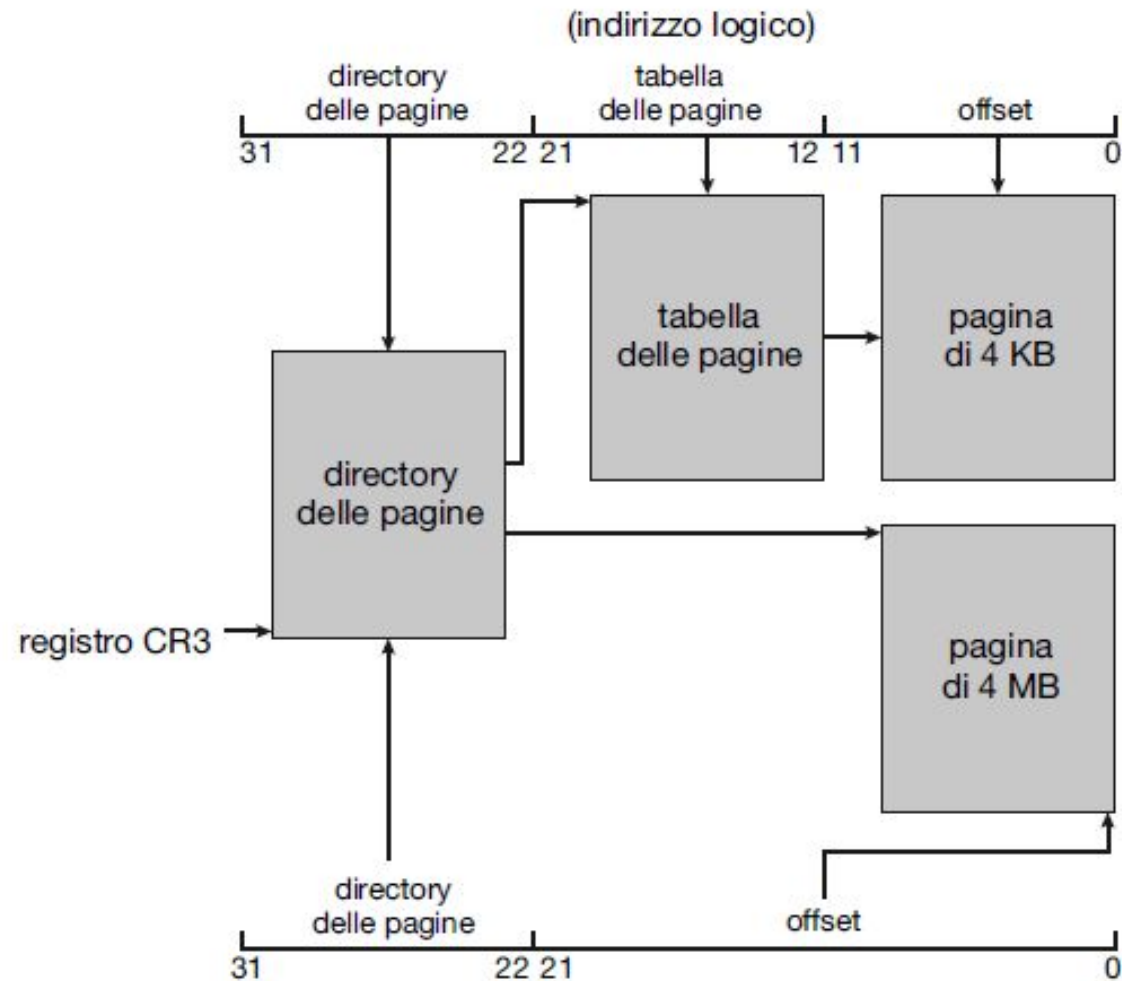 (indirizzo logico)
directory
delle pagine
tabella
delle pagine
offset
31
22 21
12 11
0
tabella
delle pagine
pagina
di 4 KB
directory
delle pagine
registro CR3
pagina
di 4 MB
directory
delle pagine
offset
31
22 21
0